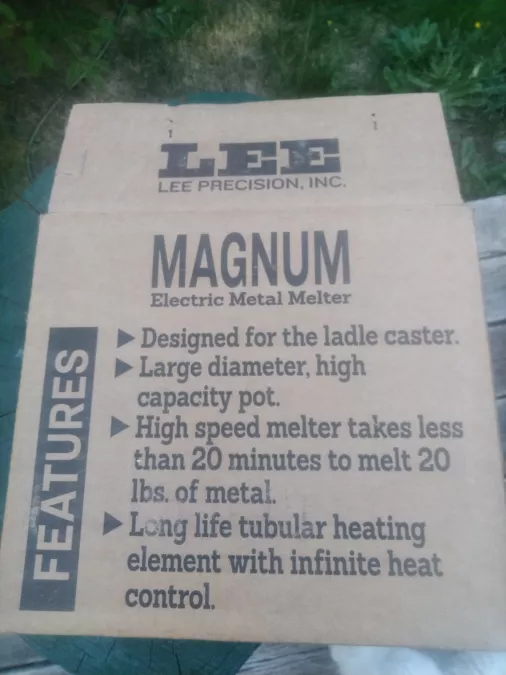 LEE
LEE PRECISION, INC.
MAGNUM
Electric Metal Melter
FEATURES
▶ Designed for the ladle caster.
▶ Large diameter, high
capacity pot.
▶ High speed melter takes less
than 20 minutes to melt 20
lbs. of metal.
▶ Long life tubular heating
element with infinite heat
control.